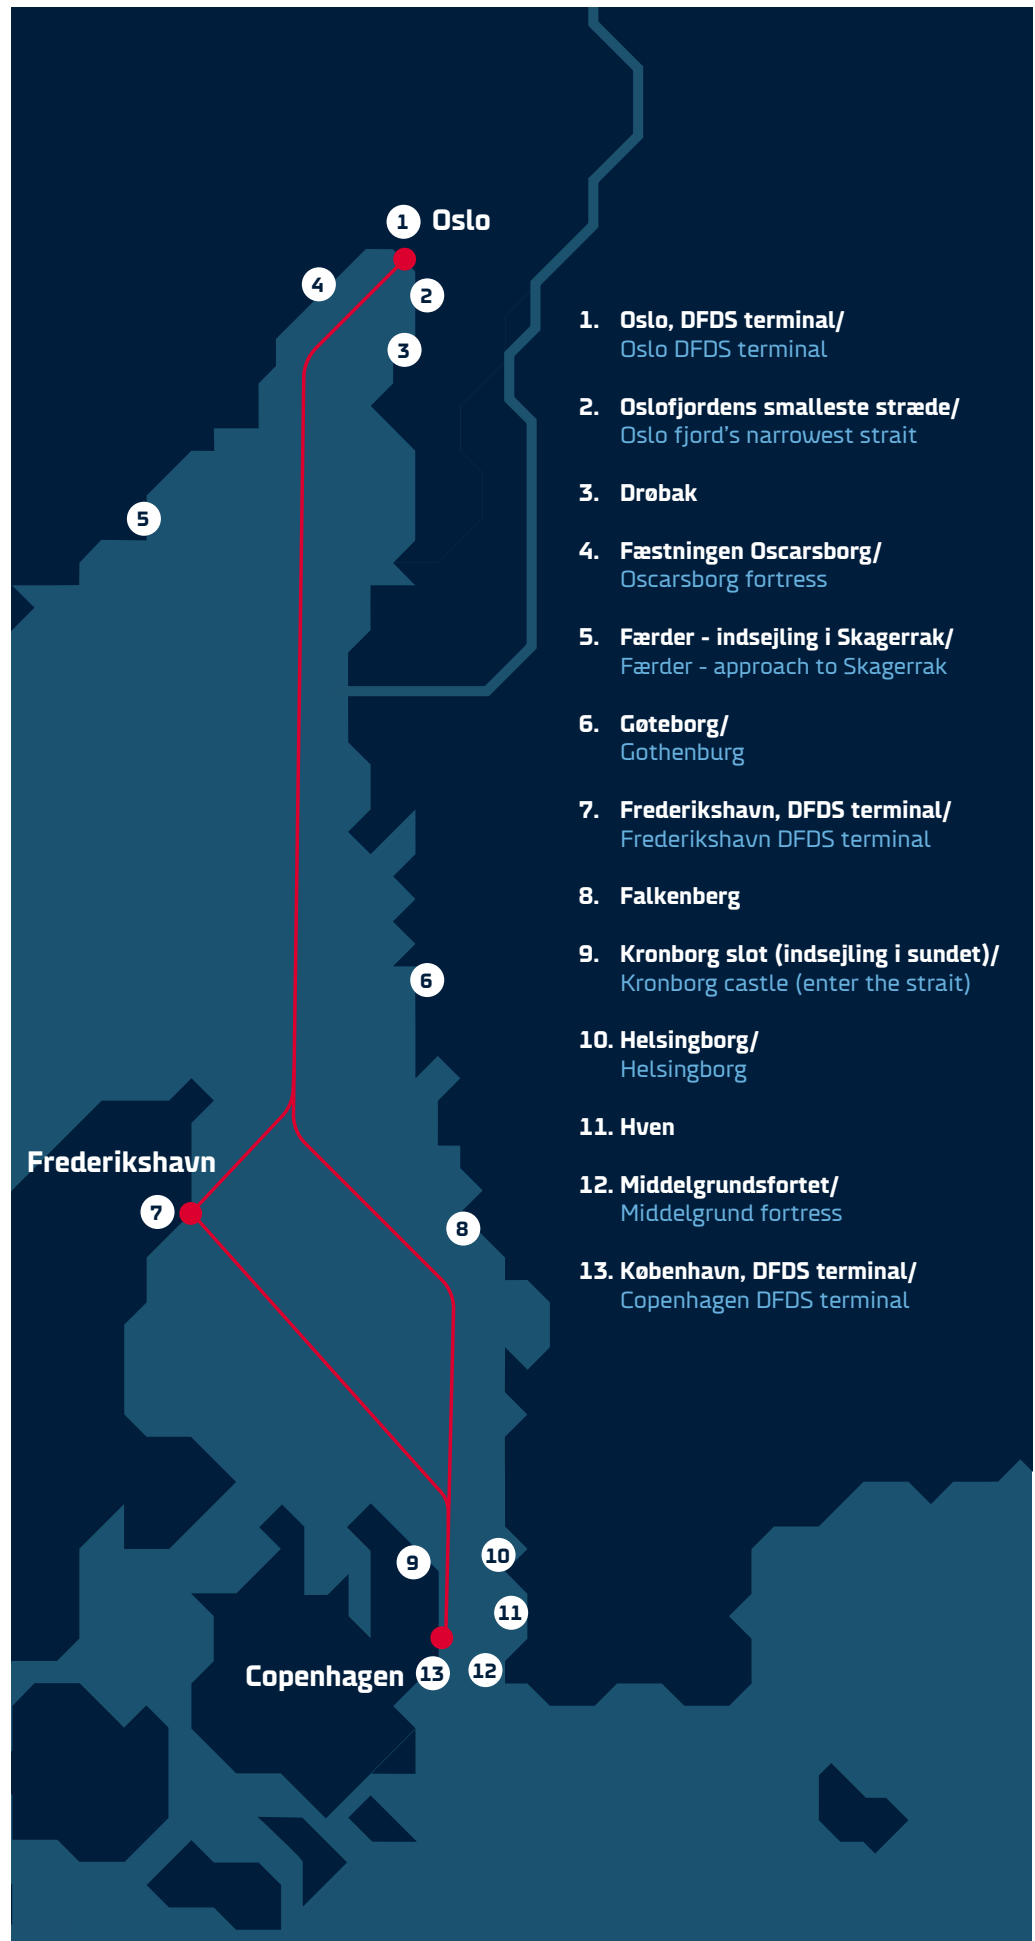 1 Oslo
4
2
3
5
6
Frederikshavn
7
8
9
10
11
Copenhagen 13 12
1. Oslo, DFDS terminal/
Oslo DFDS terminal
2. Oslofjordens smalleste stræde/
Oslo fjord's narrowest strait
3. Drøbak
4. Fæstningen Oscarsborg/
Oscarsborg fortress
5. Færder - indsejling i Skagerrak/
Færder - approach to Skagerrak
6. Gøteborg/
Gothenburg
7. Frederikshavn, DFDS terminal/
Frederikshavn DFDS terminal
8. Falkenberg
9. Kronborg slot (indsejling i sundet)/
Kronborg castle (enter the strait)
10. Helsingborg/
Helsingborg
11. Hven
12. Middelgrundsfortet/
Middelgrund fortress
13. København, DFDS terminal/
Copenhagen DFDS terminal